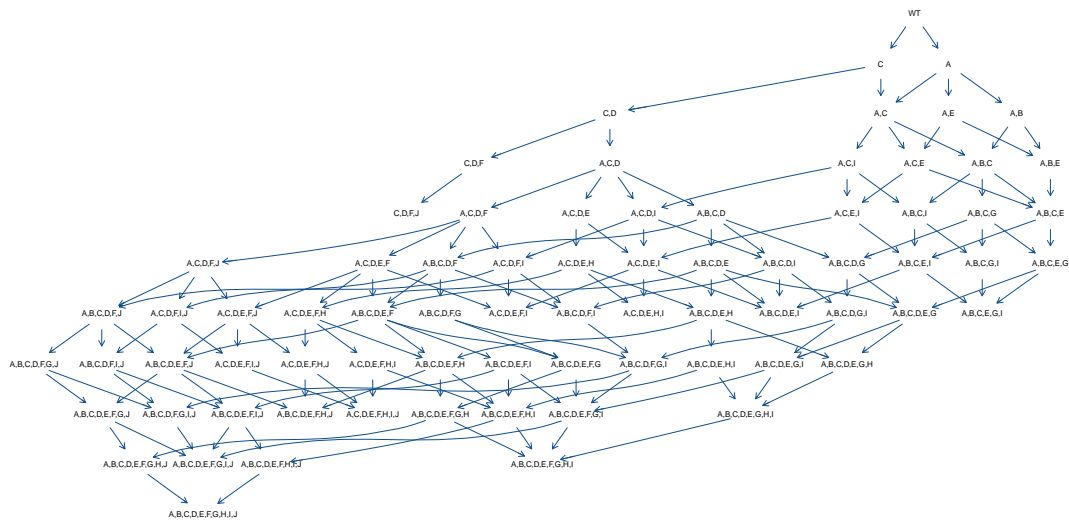 WT
C A
C,D A,C A,E A,B
C,D,F A,C,D A,C,I A,C,E A,B,C A,B,E
C,D,F,J A,C,D,F A,C,D,E A,C,D,I A,B,C,D A,C,E,I A,B,C,I A,B,C,G A,B,C,E
A,C,D,F,J A,C,D,E,F A,B,C,D,F A,C,D,F,I A,C,D,E,H A,C,D,E,I A,B,C,D,E A,B,C,D,I A,B,C,D,G A,B,C,E,I A,B,C,G,I A,B,C,E,G
A,B,C,D,F,J A,C,D,F,I,J A,C,D,E,F,J A,C,D,E,F,H A,B,C,D,E,F A,B,C,D,F,G A,C,D,E,F,I A,B,C,D,F,I A,C,D,E,H,I A,B,C,D,E,H A,B,C,D,E,I A,B,C,D,G,I A,B,C,D,E,G A,B,C,E,G,I
A,B,C,D,F,G,J A,B,C,D,F,I,J A,B,C,D,E,F,J A,C,D,E,F,I,J A,C,D,E,F,H,J A,C,D,E,F,H,I A,B,C,D,E,F,H A,B,C,D,E,F,I A,B,C,D,E,F,G A,B,C,D,F,G,I A,B,C,D,E,H,I A,B,C,D,E,G,I A,B,C,D,E,G,H
A,B,C,D,E,F,G,J A,B,C,D,F,G,I,J A,B,C,D,E,F,I,J A,B,C,D,E,F,H,J A,C,D,E,F,H,I,J A,B,C,D,E,F,G,H A,B,C,D,E,F,H,I A,B,C,D,E,F,G,I A,B,C,D,E,G,H,I
A,B,C,D,E,F,G,H,J A,B,C,D,E,F,G,I,J A,B,C,D,E,F,H,I,J A,B,C,D,E,F,G,H,I
A,B,C,D,E,F,G,H,I,J